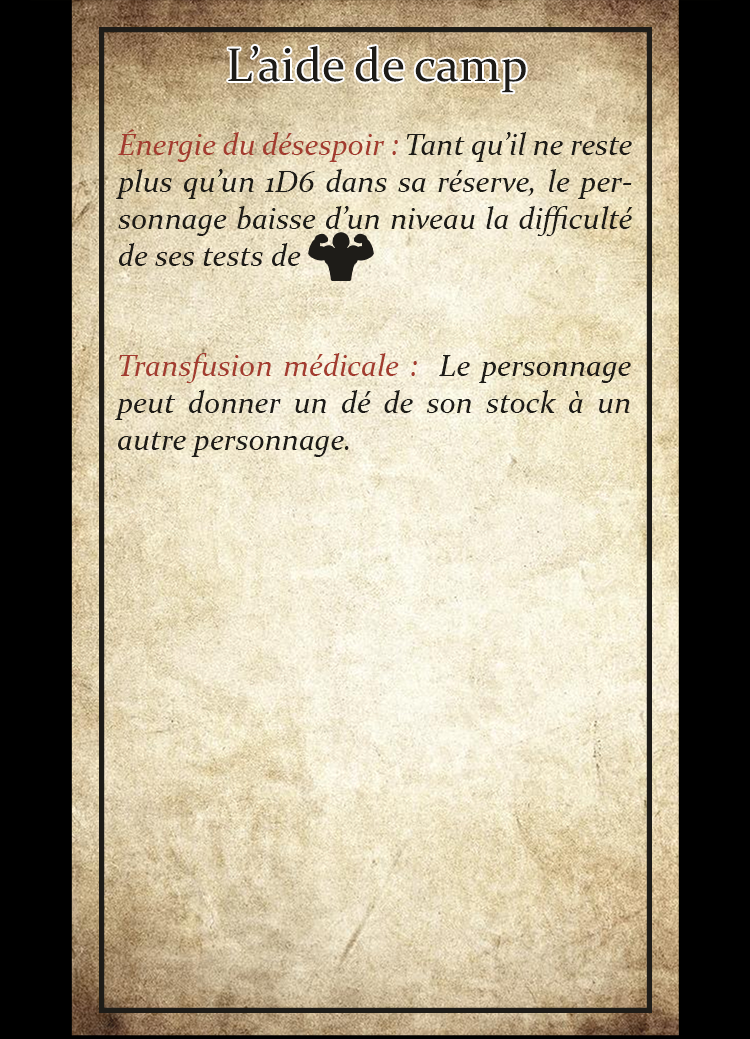 L’aide de camp
Énergie du désespoir : Tant qu’il ne reste
plus qu’un 1D6 dans sa réserve, le per-
sonnage baisse d’un niveau la difficulté
de ses tests de
Transfusion médicale : Le personnage
peut donner un dé de son stock à un
autre personnage.